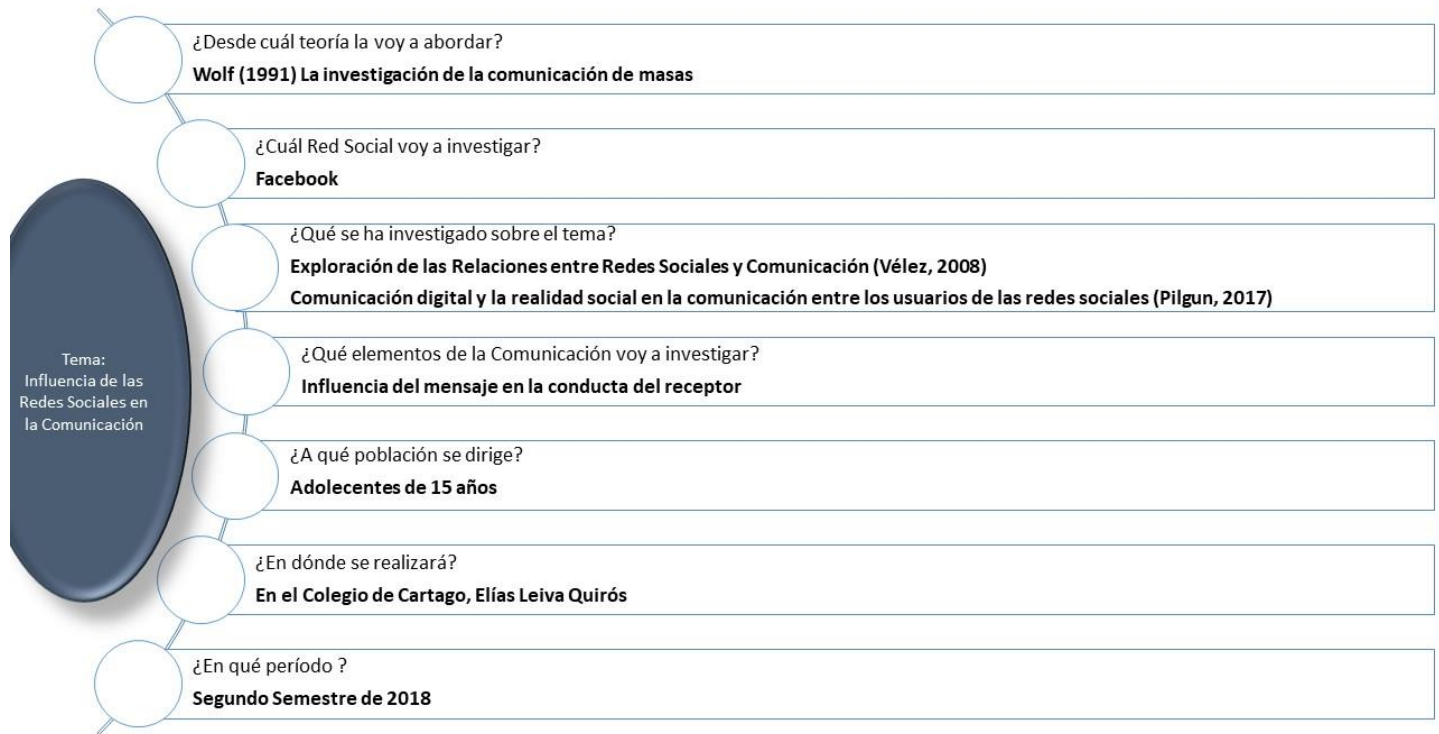 ¿Desde cuál teoría la voy a abordar?
Wolf (1991) La investigación de la comunicación de masas
¿Cuál Red Social voy a investigar?
Facebook
¿Qué se ha investigado sobre el tema?
Exploración de las Relaciones entre Redes Sociales y Comunicación (Vélez, 2008)
Comunicación digital y la realidad social en la comunicación entre los usuarios de las redes sociales (Pilgun, 2017)
Tema:
Influencia de las
Redes Sociales en
la Comunicación
¿Qué elementos de la Comunicación voy a investigar?
Influencia del mensaje en la conducta del receptor
¿A qué población se dirige?
Adolecentes de 15 años
¿En dónde se realizará?
En el Colegio de Cartago, Elías Leiva Quirós
¿En qué período ?
Segundo Semestre de 2018